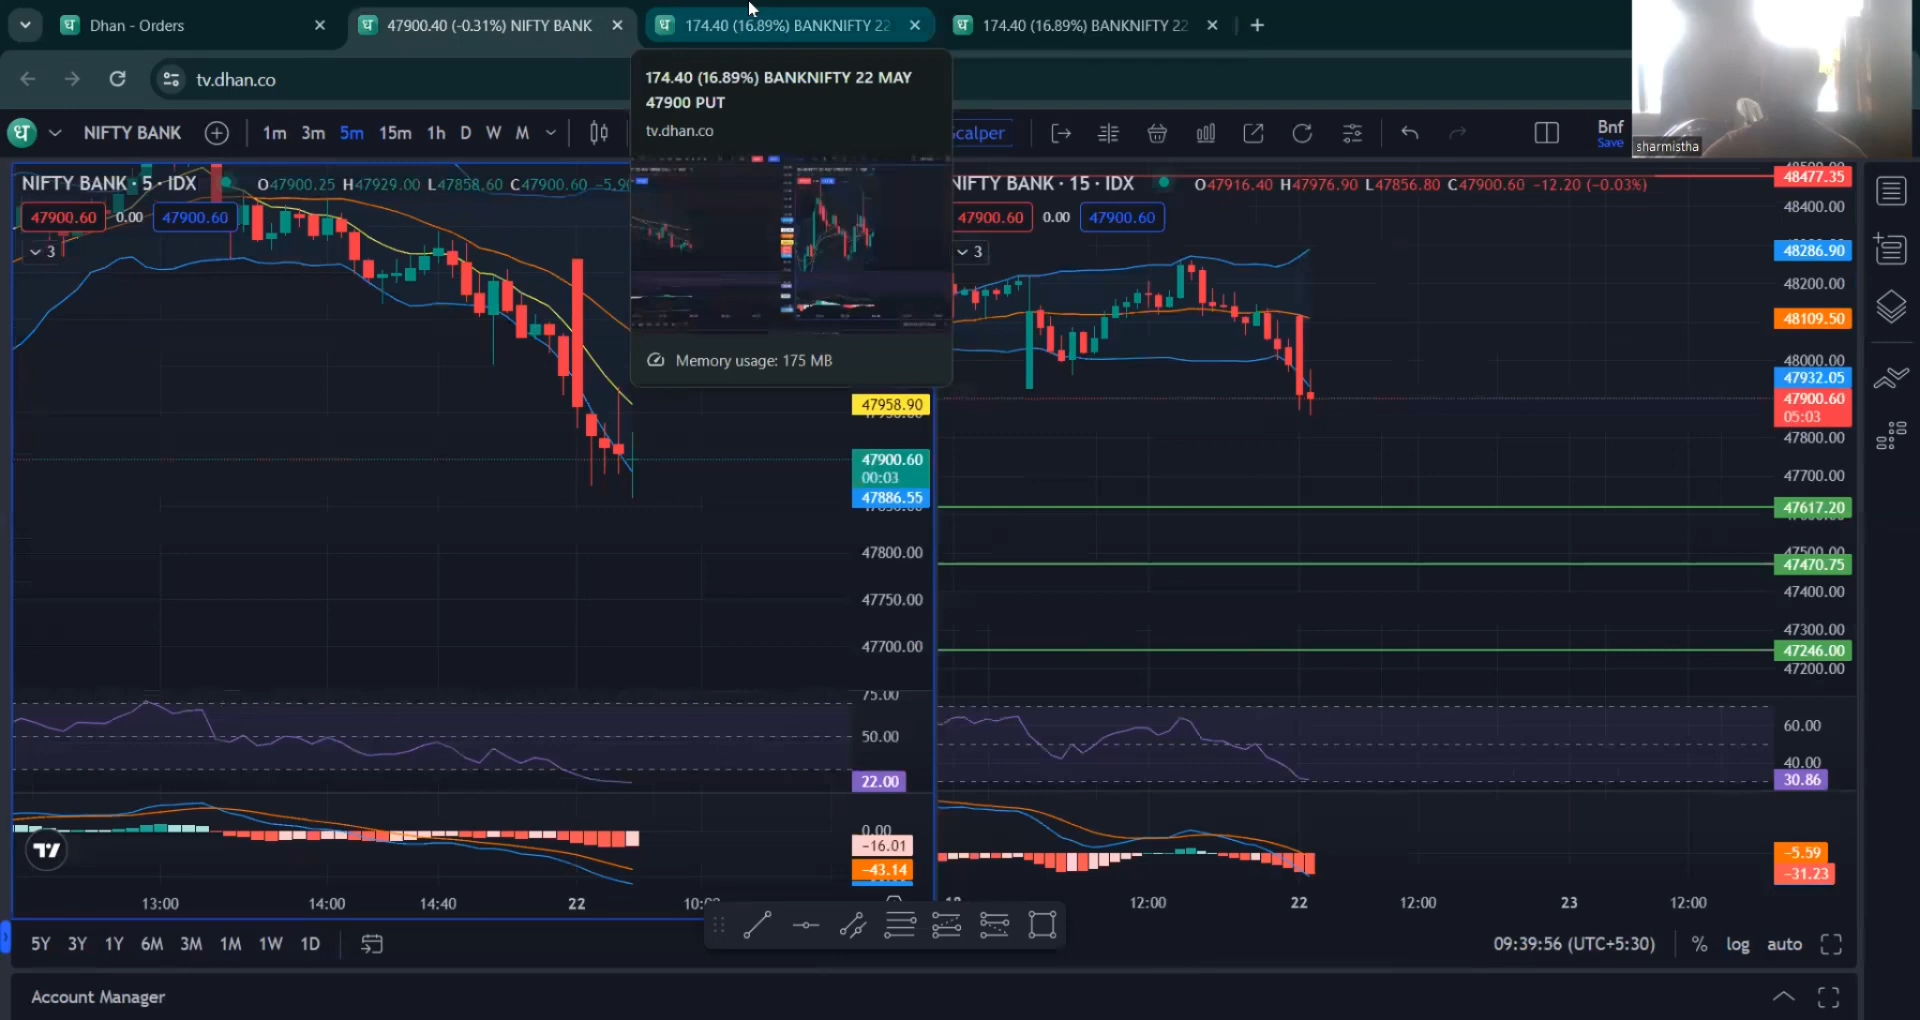 Dhan - Orders
47900.40 (-0.31%) NIFTY BANK
174.40 (16.89%) BANKNIFTY 22
174.40 (16.89%) BANKNIFTY 22
tv.dhan.co
174.40 (16.89%) BANKNIFTY 22 MAY
47900 PUT
tv.dhan.co
Memory usage: 175 MB
NIFTY BANK
1m 3m 5m 15m 1h D W M
Scalper
Bnf
Save
sharmistha
NIFTY BANK · 5 · IDX
O47900.25 H47929.00 L47858.60 C47900.60
47900.60 0.00 47900.60
3
NIFTY BANK · 15 · IDX
O47916.40 H47976.90 L47856.80 C47900.60 −12.20 (−0.03%)
47900.60 0.00 47900.60
3
47958.90
47900.60
00:03
47886.55
47800.00
47750.00
47700.00
75.00
50.00
22.00
0.00
−16.01
−43.14
13:00 14:00 14:40 22
48477.35
48400.00
48286.90
48200.00
48109.50
48000.00
47932.05
47900.60
05:03
47800.00
47700.00
47617.20
47500.00
47470.75
47400.00
47300.00
47246.00
47200.00
60.00
40.00
30.86
−5.59
−31.23
12:00 22 12:00 23 12:00
5Y 3Y 1Y 6M 3M 1M 1W 1D
09:39:56 (UTC+5:30) % log auto
Account Manager